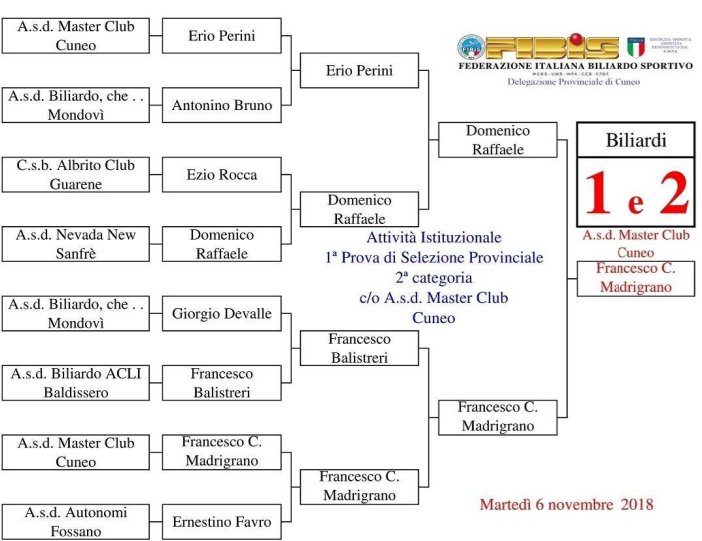 A.s.d. Master Club
Cuneo
Erio Perini
A.s.d. Biliardo, che . .
Mondovì
Antonino Bruno
Erio Perini
C.s.b. Albrito Club
Guarene
Ezio Rocca
A.s.d. Nevada New
Sanfrè
Domenico
Raffaele
Domenico
Raffaele
Domenico
Raffaele
A.s.d. Biliardo, che . .
Mondovì
Giorgio Devalle
A.s.d. Biliardo ACLI
Baldissero
Francesco
Balistreri
Francesco
Balistreri
A.s.d. Master Club
Cuneo
Francesco C.
Madrigrano
A.s.d. Autonomi
Fossano
Ernestino Favro
Francesco C.
Madrigrano
Francesco C.
Madrigrano
FIBIS
ITALIA
FEDERAZIONE ITALIANA BILIARDO SPORTIVO
Delegazione Provinciale di Cuneo
Biliardi
1 e 2
A.s.d. Master Club
Cuneo
Francesco C.
Madrigrano
Attività Istituzionale
1ª Prova di Selezione Provinciale
2ª categoria
c/o A.s.d. Master Club
Cuneo
Martedì 6 novembre 2018